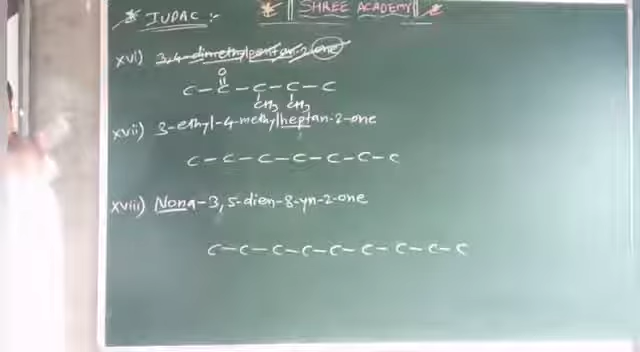 * IUPAC :-
* SHREE ACADEMY *
xvi) 3,4-dimethylpentan-2-one
O
C-C-C-C-C
CH3 CH3
xvii) 3-ethyl-4-methylheptan-2-one
C-C-C-C-C-C-C
xviii) Nona-3,5-dien-8-yn-2-one
C-C-C-C-C-C-C-C-C